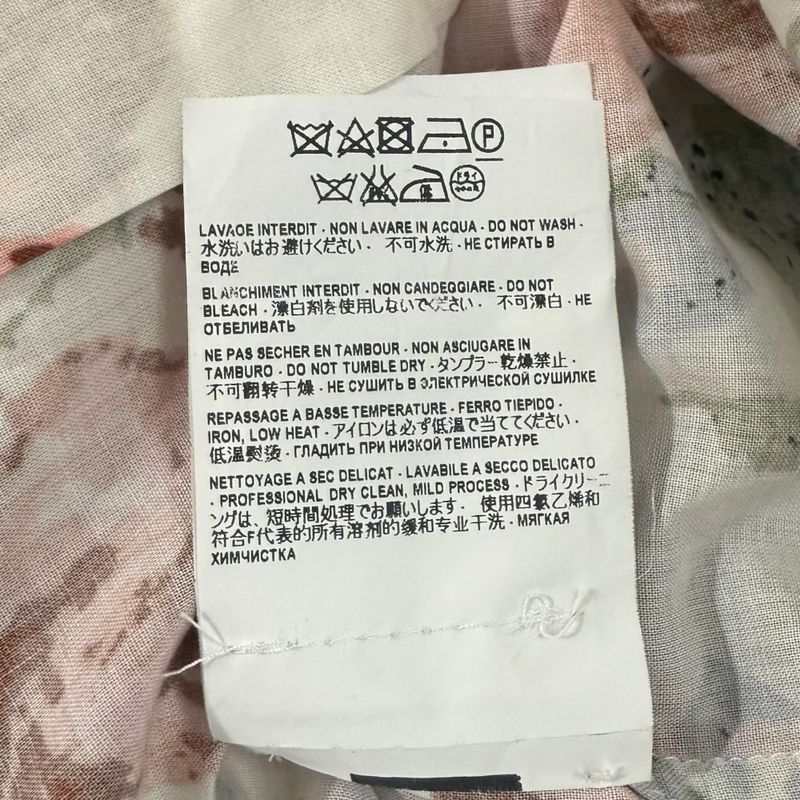 P
ドライ
LAVAGE INTERDIT - NON LAVARE IN ACQUA - DO NOT WASH -
水洗いはお避けください - 不可水洗 - НЕ СТИРАТЬ В
ВОДЕ
BLANCHIMENT INTERDIT - NON CANDEGGIARE - DO NOT
BLEACH - 漂白剤を使用しないでください - 不可漂白 - НЕ
ОТБЕЛИВАТЬ
NE PAS SECHER EN TAMBOUR - NON ASCIUGARE IN
TAMBURO - DO NOT TUMBLE DRY - タンブラー乾燥禁止 -
不可翻转干燥 - НЕ СУШИТЬ В ЭЛЕКТРИЧЕСКОЙ СУШИЛКЕ
REPASSAGE A BASSE TEMPERATURE - FERRO TIEPIDO -
IRON, LOW HEAT - アイロンは必ず低温で当ててください -
低温熨烫 - ГЛАДИТЬ ПРИ НИЗКОЙ ТЕМПЕРАТУРЕ
NETTOYAGE A SEC DELICAT - LAVABILE A SECCO DELICATO
- PROFESSIONAL DRY CLEAN, MILD PROCESS - ドライクリーニ
ングは、短時間処理でお願いします. 使用四氯乙烯和
符合F代表的所有溶剂的缓和专业干洗 - МЯГКАЯ
ХИМЧИСТКА